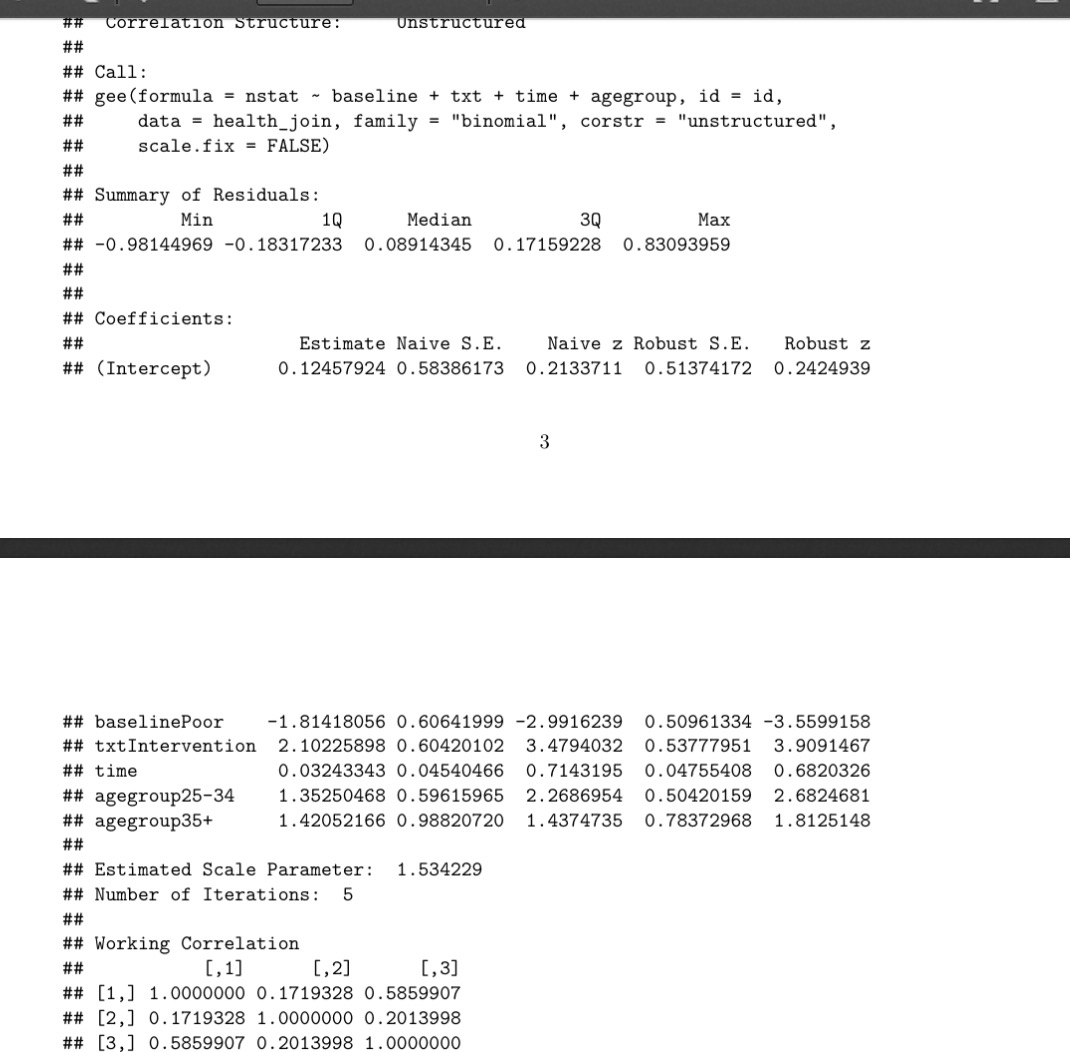 ## Correlation Structure: Unstructured
##
## Call:
## gee(formula = nstat ~ baseline + txt + time + agegroup, id = id,
## data = health_join, family = "binomial", corstr = "unstructured",
## scale.fix = FALSE)
##
## Summary of Residuals:
## Min 1Q Median 3Q Max
## -0.98144969 -0.18317233 0.08914345 0.17159228 0.83093959
##
##
## Coefficients:
## Estimate Naive S.E. Naive z Robust S.E. Robust z
## (Intercept) 0.12457924 0.58386173 0.2133711 0.51374172 0.2424939
3
## baselinePoor -1.81418056 0.60641999 -2.9916239 0.50961334 -3.5599158
## txtIntervention 2.10225898 0.60420102 3.4794032 0.53777951 3.9091467
## time 0.03243343 0.04540466 0.7143195 0.04755408 0.6820326
## agegroup25-34 1.35250468 0.59615965 2.2686954 0.50420159 2.6824681
## agegroup35+ 1.42052166 0.98820720 1.4374735 0.78372968 1.8125148
##
## Estimated Scale Parameter: 1.534229
## Number of Iterations: 5
##
## Working Correlation
## [,1] [,2] [,3]
## [1,] 1.0000000 0.1719328 0.5859907
## [2,] 0.1719328 1.0000000 0.2013998
## [3,] 0.5859907 0.2013998 1.0000000